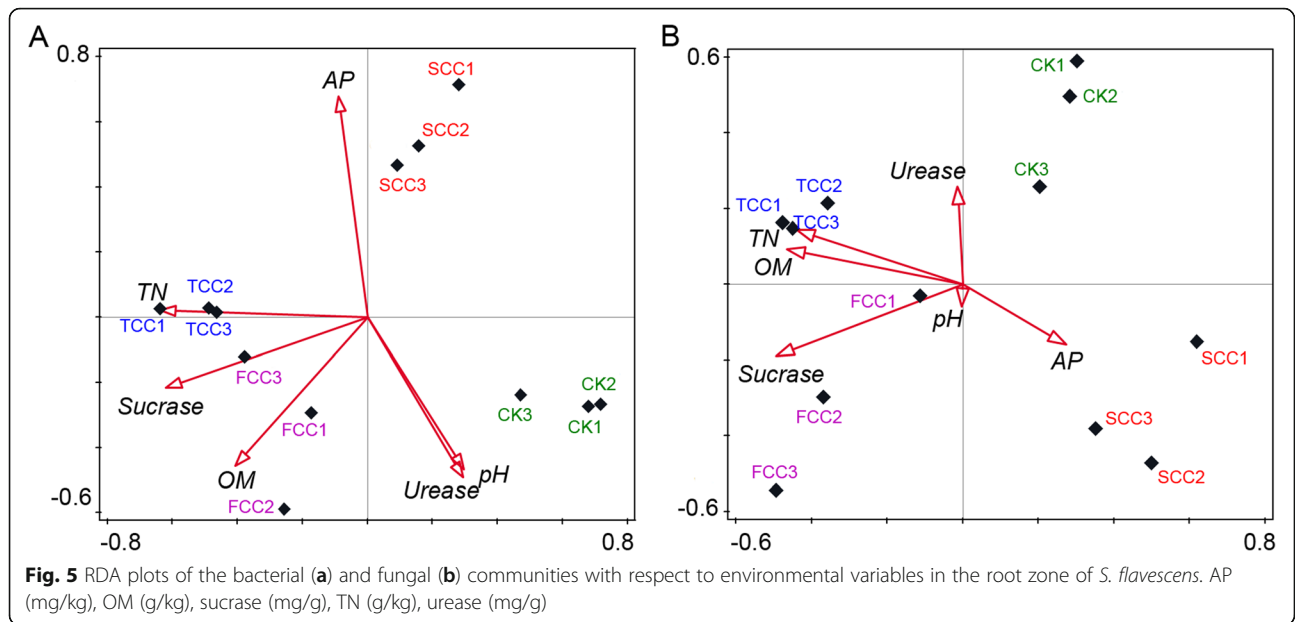 A
0.8
AP
SCC1
SCC2
SCC3
TN
TCC2
TCC1
TCC3
FCC3
Sucrase
CK2
CK3
CK1
FCC1
OM
Urease
pH
-0.6
FCC2
-0.8
0.8
B
0.6
CK1
CK2
Urease
CK3
TCC2
TCC1
TCC3
TN
OM
FCC1
pH
AP
SCC1
Sucrase
FCC2
SCC3
FCC3
SCC2
-0.6
-0.6
0.8
Fig. 5 RDA plots of the bacterial (a) and fungal (b) communities with respect to environmental variables in the root zone of S. flavescens. AP
(mg/kg), OM (g/kg), sucrase (mg/g), TN (g/kg), urease (mg/g)